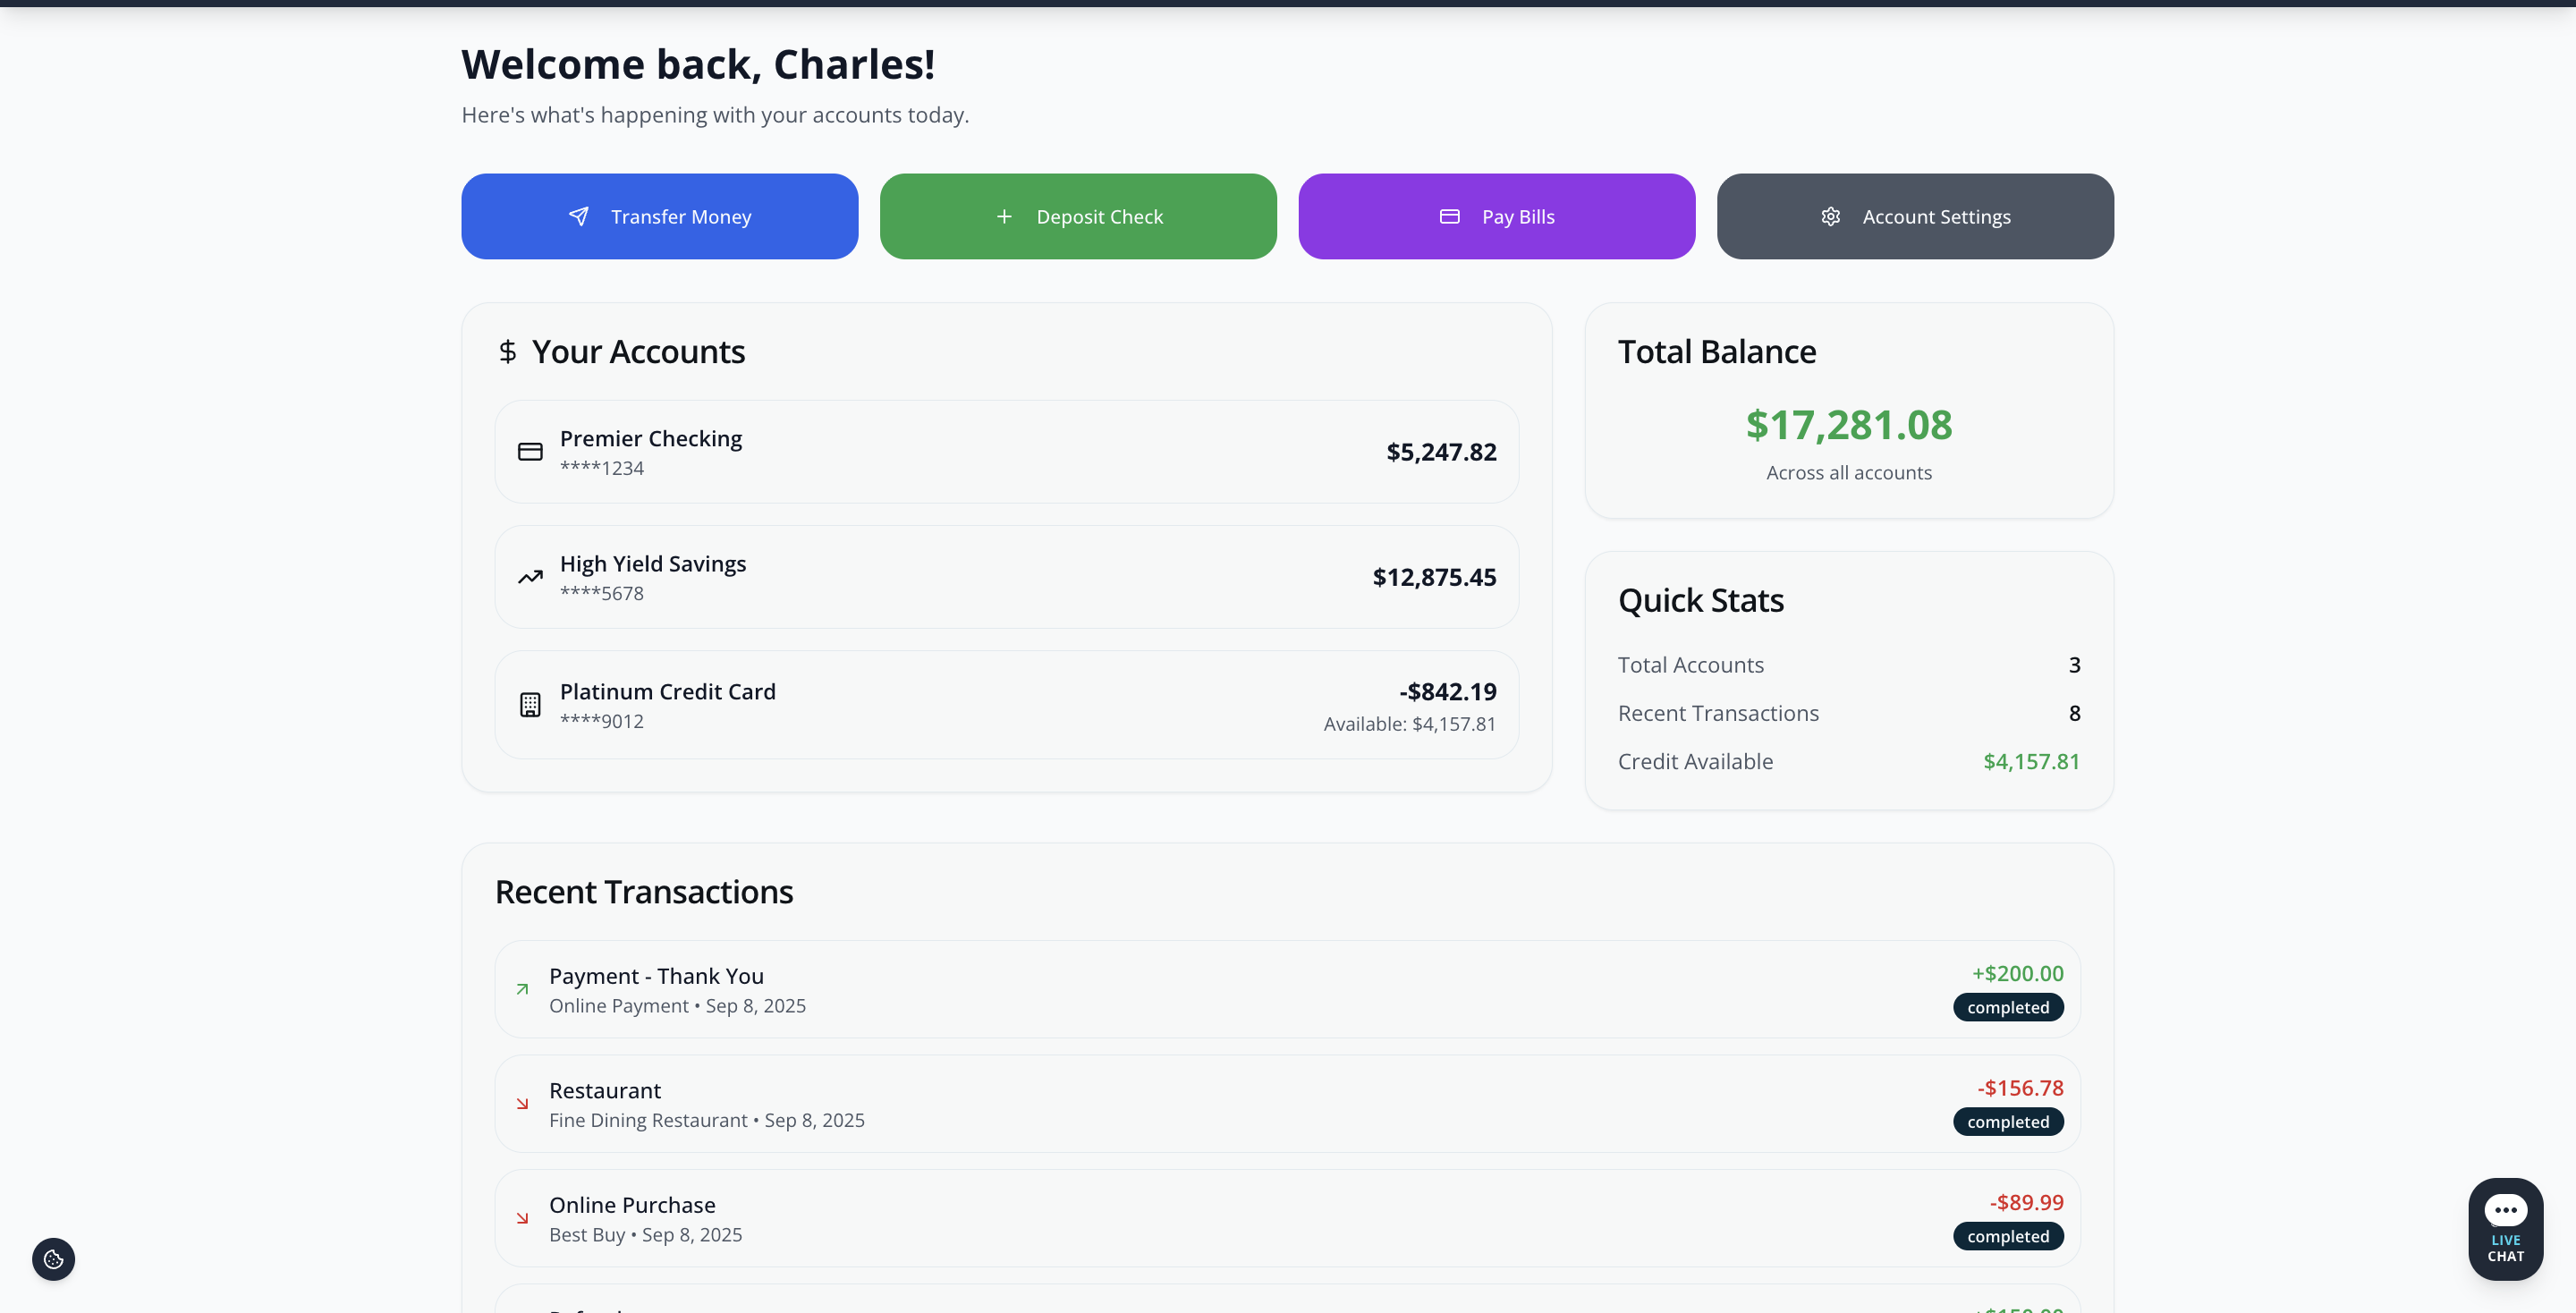 Welcome back, Charles!
Here's what's happening with your accounts today.
Transfer Money
Deposit Check
Pay Bills
Account Settings
$ Your Accounts
Premier Checking
****1234
$5,247.82
High Yield Savings
****5678
$12,875.45
Platinum Credit Card
****9012
-$842.19
Available: $4,157.81
Total Balance
$17,281.08
Across all accounts
Quick Stats
Total Accounts 3
Recent Transactions 8
Credit Available $4,157.81
Recent Transactions
Payment - Thank You
Online Payment • Sep 8, 2025
+$200.00
completed
Restaurant
Fine Dining Restaurant • Sep 8, 2025
-$156.78
completed
Online Purchase
Best Buy • Sep 8, 2025
-$89.99
completed
LIVE
CHAT